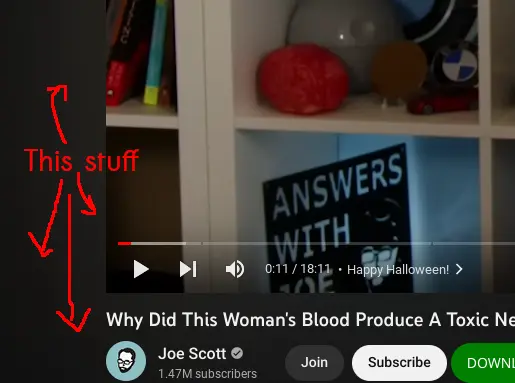 This stuff
ANSWERS
WITH
JOE
0:11 / 18:11 • Happy Halloween!
Why Did This Woman's Blood Produce A Toxic Ne
Joe Scott
1.47M subscribers
Join
Subscribe
DOWNL